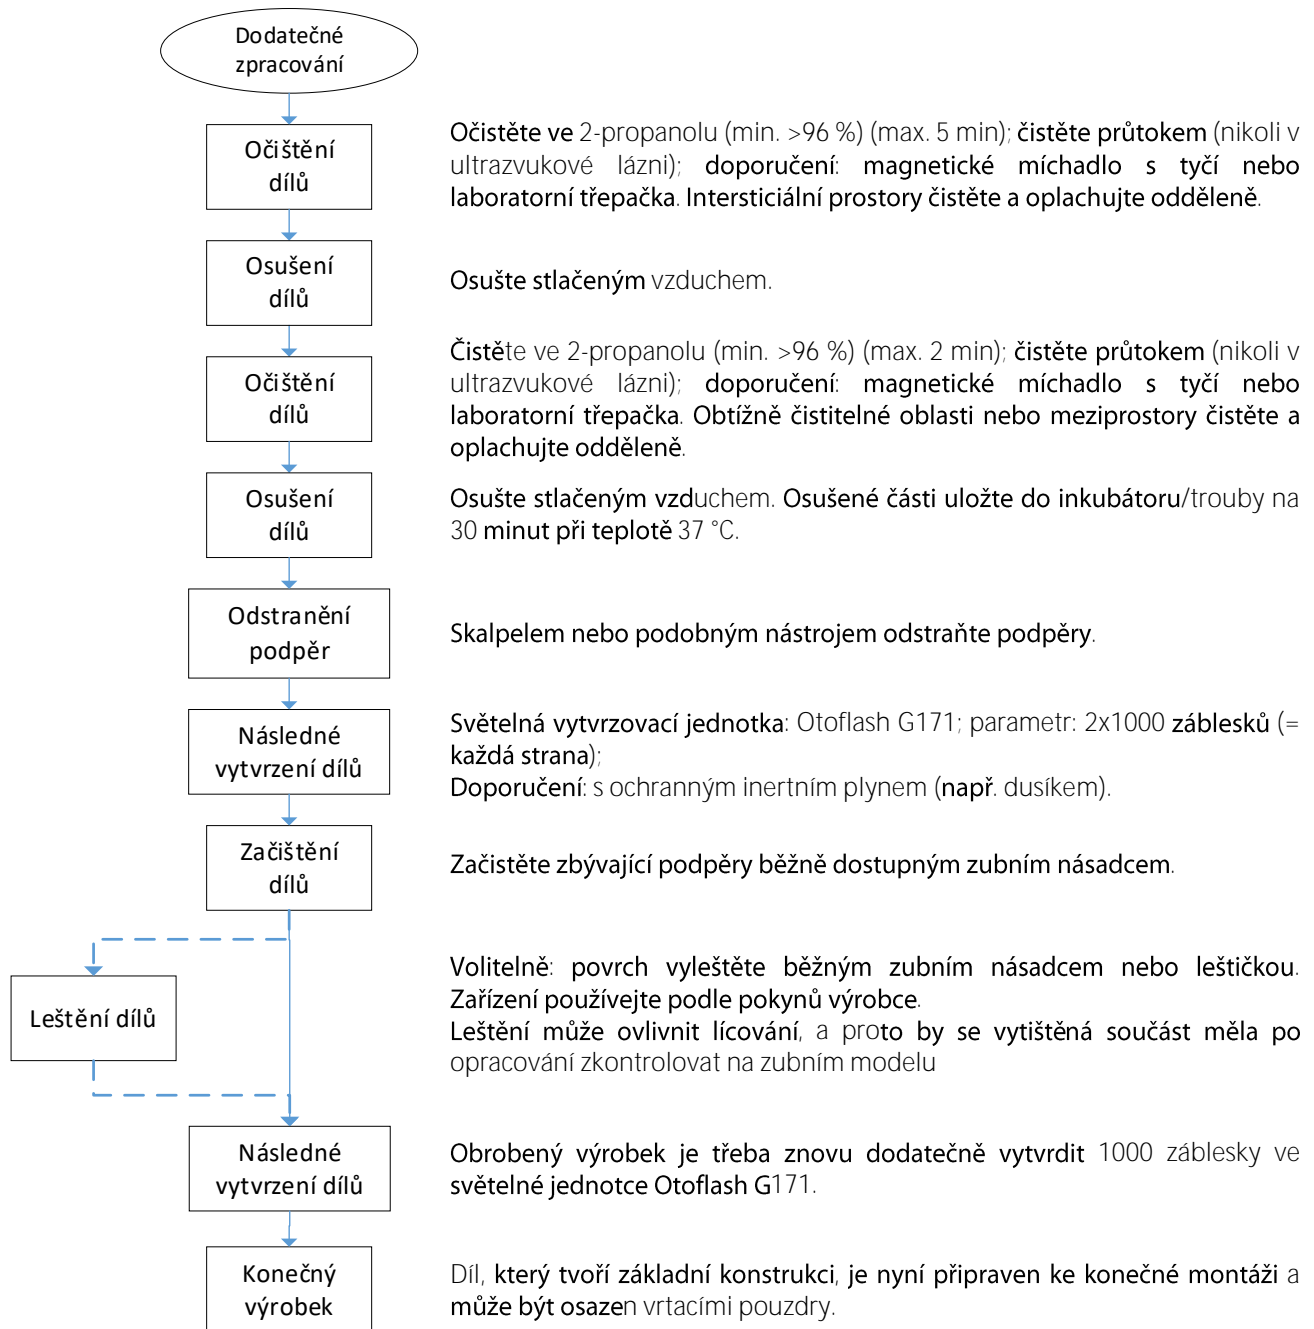 Dodatečné
zpracování
Očištění
dílů
Očistěte ve 2-propanolu (min. >96 %) (max. 5 min); čistěte průtokem (nikoli v
ultrazvukové lázni); doporučení: magnetické míchadlo s tyčí nebo
laboratorní třepačka. Intersticiální prostory čistěte a oplachujte odděleně.
Osušení
dílů
Osušte stlačeným vzduchem.
Očištění
dílů
Čistěte ve 2-propanolu (min. >96 %) (max. 2 min); čistěte průtokem (nikoli v
ultrazvukové lázni); doporučení: magnetické míchadlo s tyčí nebo
laboratorní třepačka. Obtížně čistitelné oblasti nebo meziprostory čistěte a
oplachujte odděleně.
Osušení
dílů
Osušte stlačeným vzduchem. Osušené části uložte do inkubátoru/trouby na
30 minut při teplotě 37 °C.
Odstranění
podpěr
Skalpelem nebo podobným nástrojem odstraňte podpěry.
Následné
vytvrzení dílů
Světelná vytvrzovací jednotka: Otoflash G171; parametr: 2x1000 záblesků (=
každá strana);
Doporučení: s ochranným inertním plynem (např. dusíkem).
Začištění
dílů
Začistěte zbývající podpěry běžně dostupným zubním násadcem.
Leštění dílů
Volitelně: povrch vyleštěte běžným zubním násadcem nebo leštičkou.
Zařízení používejte podle pokynů výrobce.
Leštění může ovlivnit lícování, a proto by se vytištěná součást měla po
opracování zkontrolovat na zubním modelu
Následné
vytvrzení dílů
Obrobený výrobek je třeba znovu dodatečně vytvrdit 1000 záblesky ve
světelné jednotce Otoflash G171.
Konečný
výrobek
Díl, který tvoří základní konstrukci, je nyní připraven ke konečné montáži a
může být osazen vrtacími pouzdry.